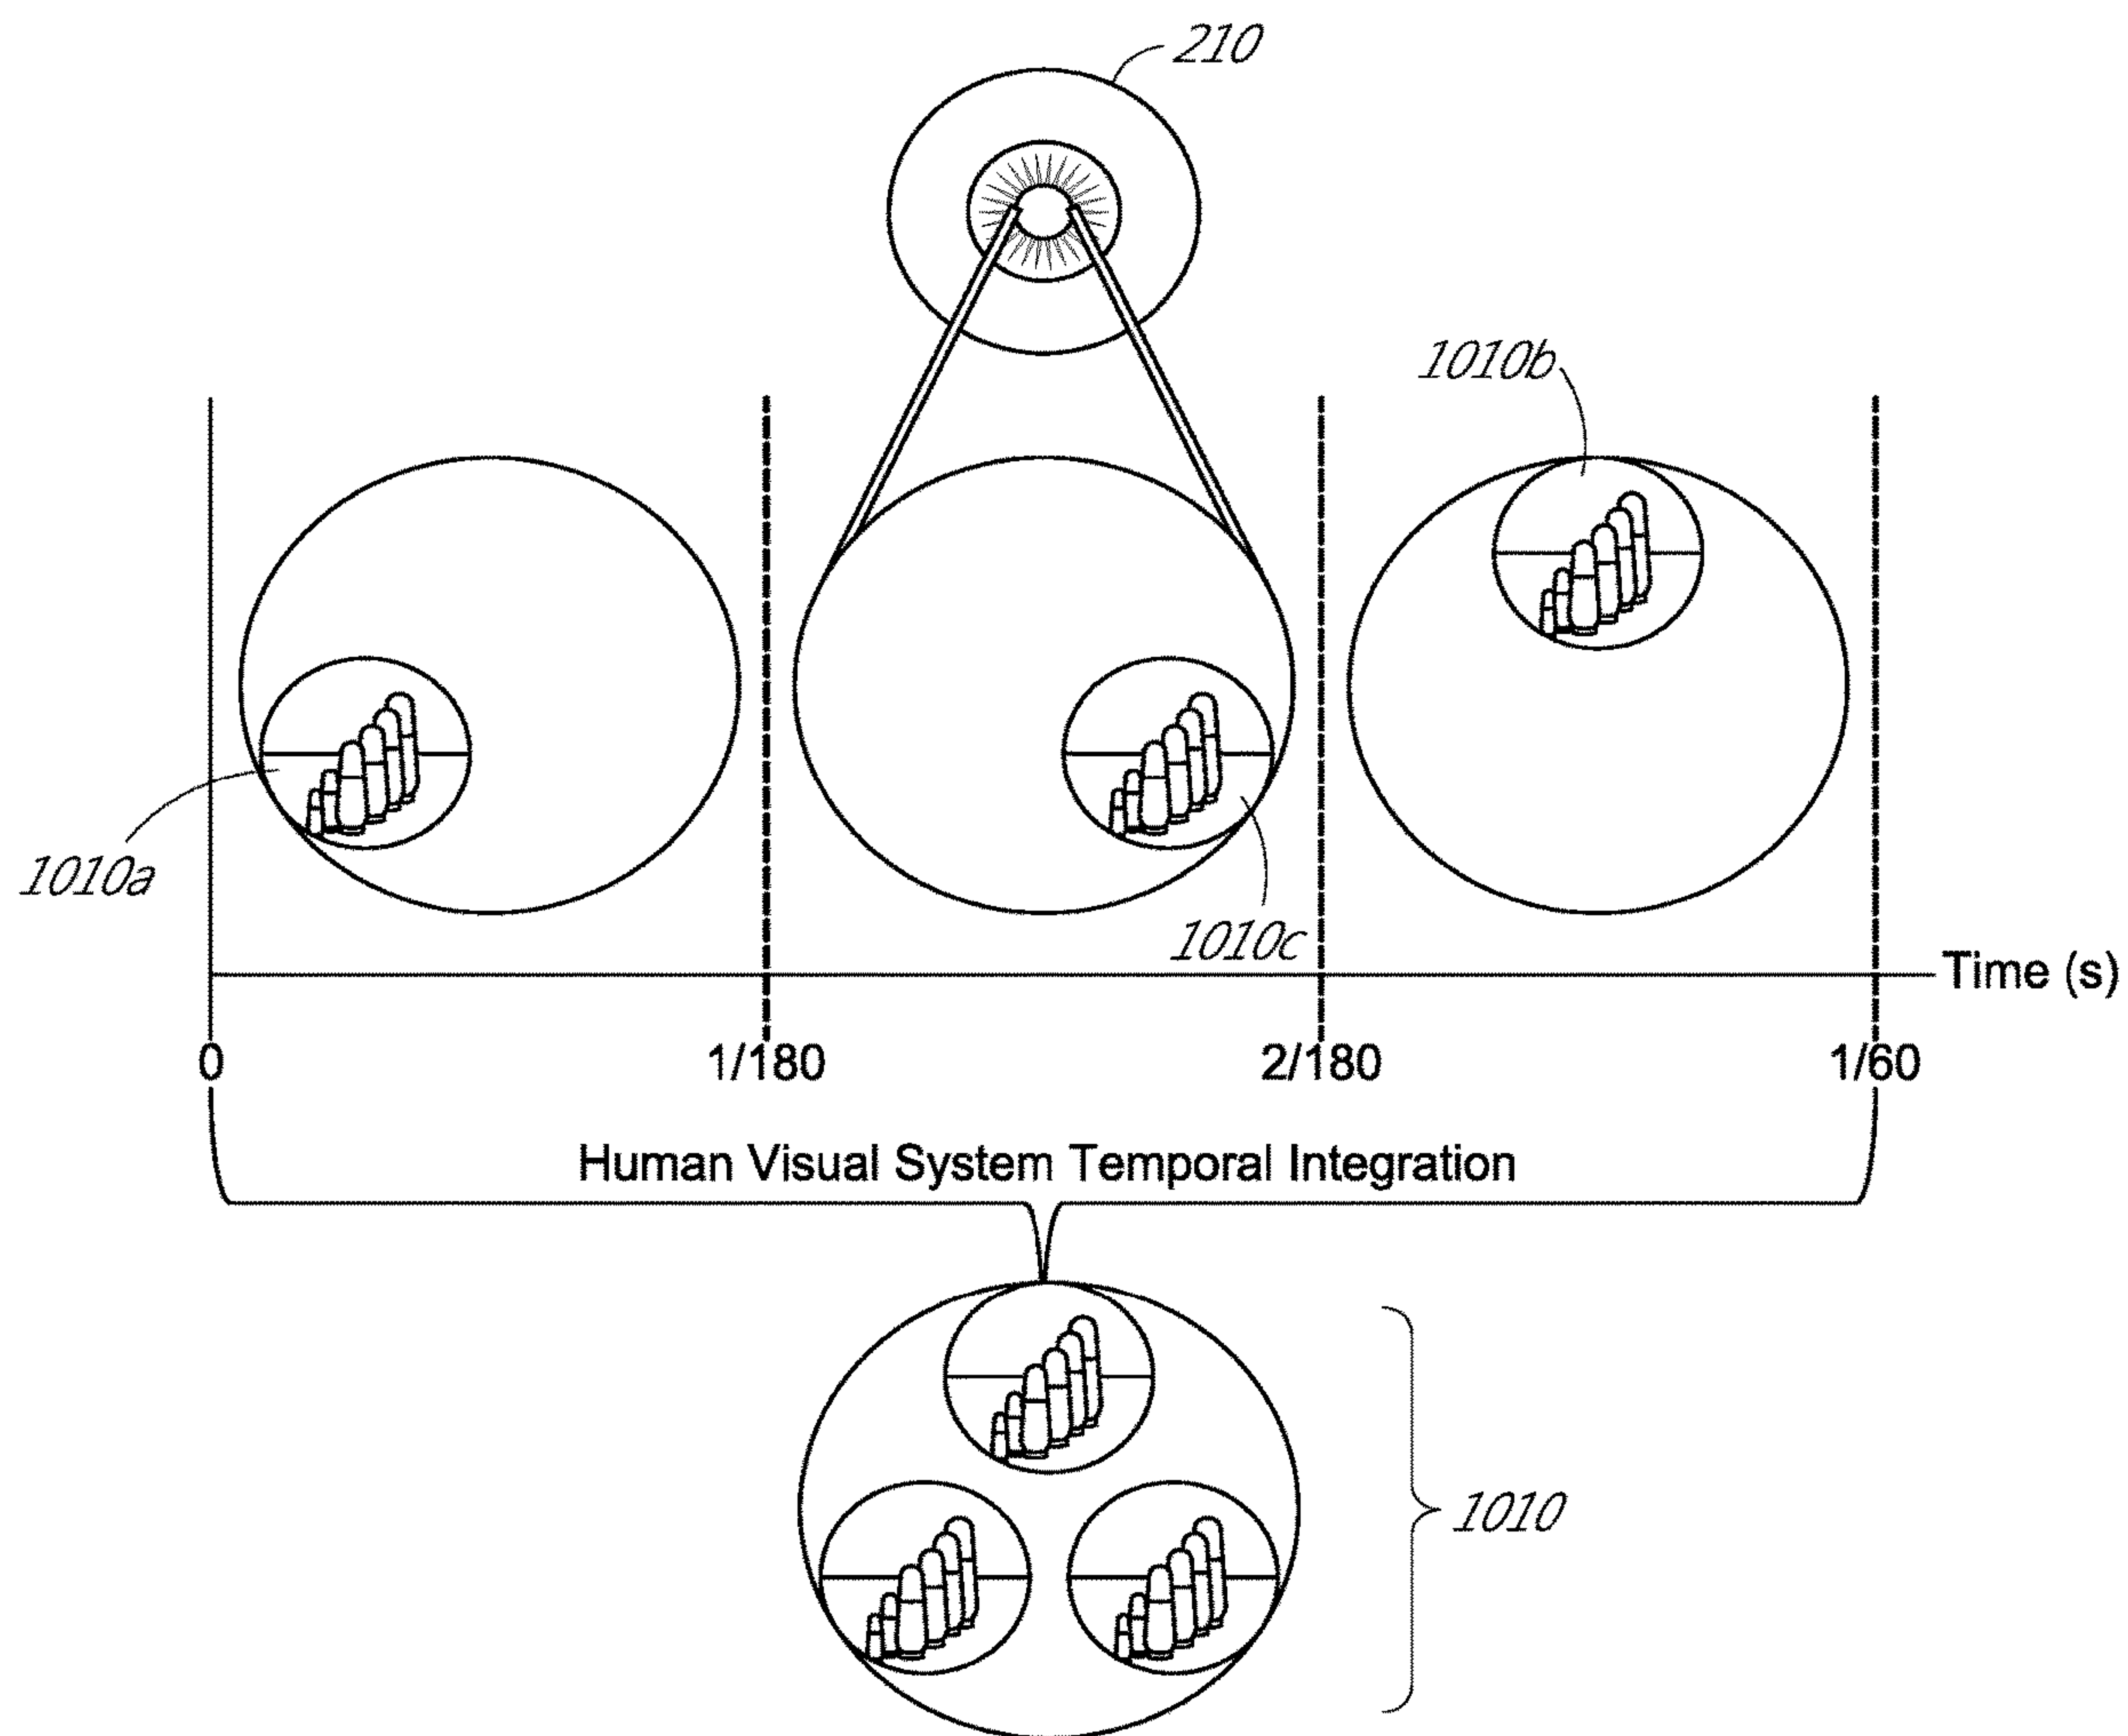 210
1010b
1010a
1010c
Time (s)
0 1/180 2/180 1/60
Human Visual System Temporal Integration
1010